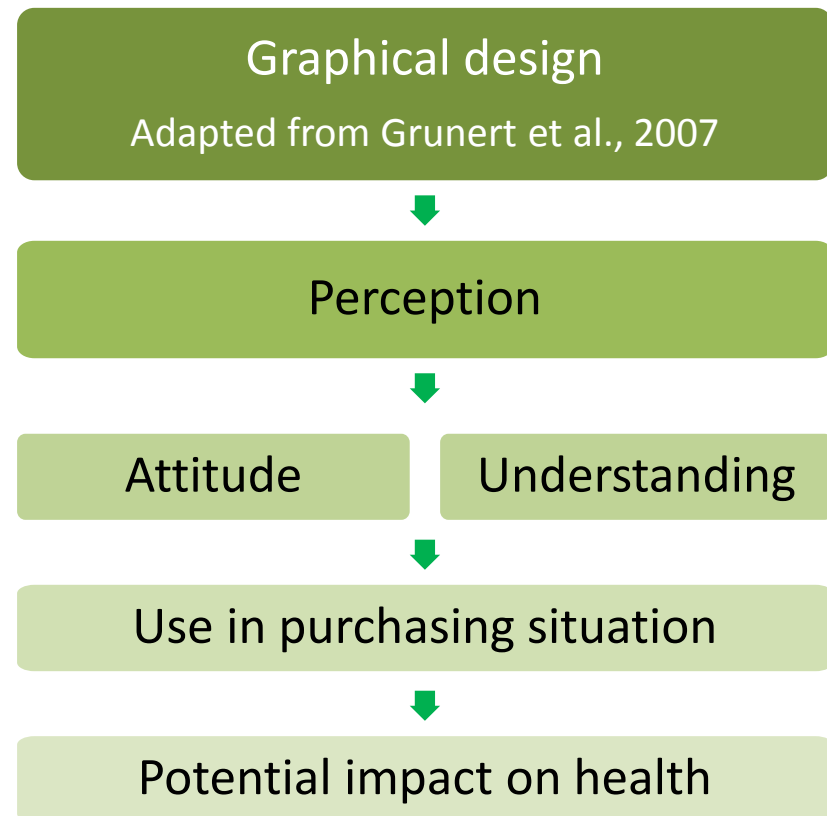 Graphical design
Adapted from Grunert et al., 2007
Perception
Attitude
Understanding
Use in purchasing situation
Potential impact on health